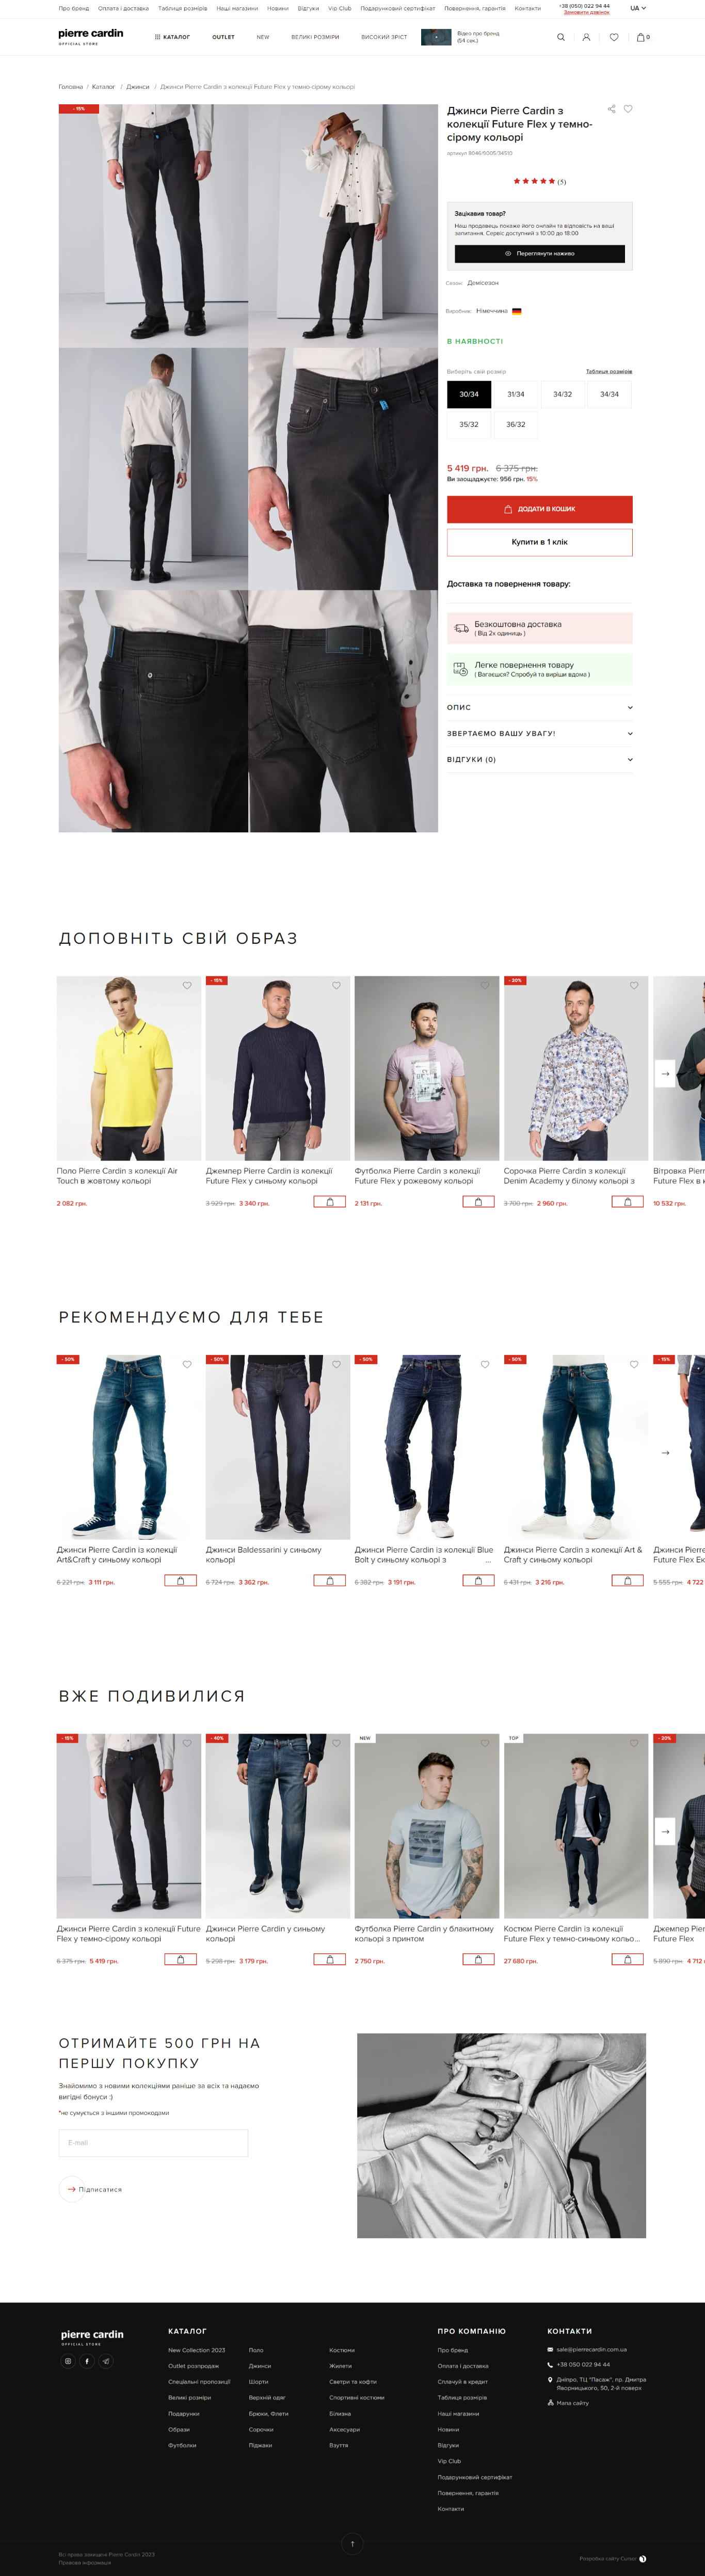 Про бренд Оплата і доставка Таблиця розмірів Наші магазини Новини Відгуки Vip Club Подарунковий сертифікат Повернення, гарантія Контакти
+38 (050) 022 94 44
Замовити дзвінок
UA
pierre cardin
OFFICIAL STORE
КАТАЛОГ OUTLET NEW ВЕЛИКІ РОЗМІРИ ВИСОКИЙ ЗРІСТ
Відео про бренд
(54 сек.)
0
Головна / Каталог / Джинси / Джинси Pierre Cardin з колекції Future Flex у темно-сірому кольорі
- 15%
Джинси Pierre Cardin з
колекції Future Flex у темно-
сірому кольорі
артикул 8046/9005/34510
(5)
Зацікавив товар?
Наш продавець покаже його онлайн та відповість на ваші
запитання. Сервіс доступний з 10:00 до 18:00
Переглянути наживо
Сезон: Демісезон
Виробник: Німеччина
В НАЯВНОСТІ
Виберіть свій розмір Таблиця розмірів
30/34 31/34 34/32 34/34
35/32 36/32
5 419 грн. 6 375 грн.
Ви заощаджуєте: 956 грн. 15%
ДОДАТИ В КОШИК
Купити в 1 клік
Доставка та повернення товару:
Безкоштовна доставка
( Від 2х одиниць )
Легке повернення товару
( Вагаєшся? Спробуй та виріши вдома )
ОПИС
ЗВЕРТАЄМО ВАШУ УВАГУ!
ВІДГУКИ (0)
ДОПОВНІТЬ СВІЙ ОБРАЗ
- 15% - 20%
Поло Pierre Cardin з колекції Air
Touch в жовтому кольорі
2 082 грн.
Джемпер Pierre Cardin із колекції
Future Flex у синьому кольорі
3 929 грн. 3 340 грн.
Футболка Pierre Cardin з колекції
Future Flex у рожевому кольорі
2 131 грн.
Сорочка Pierre Cardin з колекції
Denim Academy у білому кольорі з
3 700 грн. 2 960 грн.
Вітровка Pierr
Future Flex в к
10 532 грн.
РЕКОМЕНДУЄМО ДЛЯ ТЕБЕ
- 50% - 50% - 50% - 50% - 15%
Джинси Pierre Cardin із колекції
Art&Craft у синьому кольорі
6 221 грн. 3 111 грн.
Джинси Baldessarini у синьому
кольорі
6 724 грн. 3 362 грн.
Джинси Pierre Cardin із колекції Blue
Bolt у синьому кольорі з ...
6 382 грн. 3 191 грн.
Джинси Pierre Cardin з колекції Art &
Craft у синьому кольорі
6 431 грн. 3 216 грн.
Джинси Pierre
Future Flex Ек
5 555 грн. 4 722
ВЖЕ ПОДИВИЛИСЯ
- 15% - 40% NEW TOP - 20%
Джинси Pierre Cardin з колекції Future
Flex у темно-сірому кольорі
6 375 грн. 5 419 грн.
Джинси Pierre Cardin у синьому
кольорі
5 298 грн. 3 179 грн.
Футболка Pierre Cardin у блакитному
кольорі з принтом
2 750 грн.
Костюм Pierre Cardin із колекції
Future Flex у темно-синьому кольо...
27 680 грн.
Джемпер Pier
Future Flex
5 890 грн. 4 712
ОТРИМАЙТЕ 500 ГРН НА
ПЕРШУ ПОКУПКУ
Знайомимо з новими колекціями раніше за всіх та надаємо
вигідні бонуси :)
*не сумується з іншими промокодами
E-mail
Підписатися
pierre cardin
OFFICIAL STORE
КАТАЛОГ
New Collection 2023 Поло Костюми
Outlet розпродаж Джинси Жилети
Спеціальні пропозиції Шорти Светри та кофти
Великі розміри Верхній одяг Спортивні костюми
Подарунки Брюки, Флети Білизна
Образи Сорочки Аксесуари
Футболки Піджаки Взуття
ПРО КОМПАНІЮ
Про бренд
Оплата і доставка
Сплачуй в кредит
Таблиця розмірів
Наші магазини
Новини
Відгуки
Vip Club
Подарунковий сертифікат
Повернення, гарантія
Контакти
КОНТАКТИ
sale@pierrecardin.com.ua
+38 050 022 94 44
Дніпро, ТЦ "Пасаж", пр. Дмитра
Яворницького, 50, 2-й поверх
Мапа сайту
Всі права захищені Pierre Cardin 2023
Правова інформація
Розробка сайту Cursor